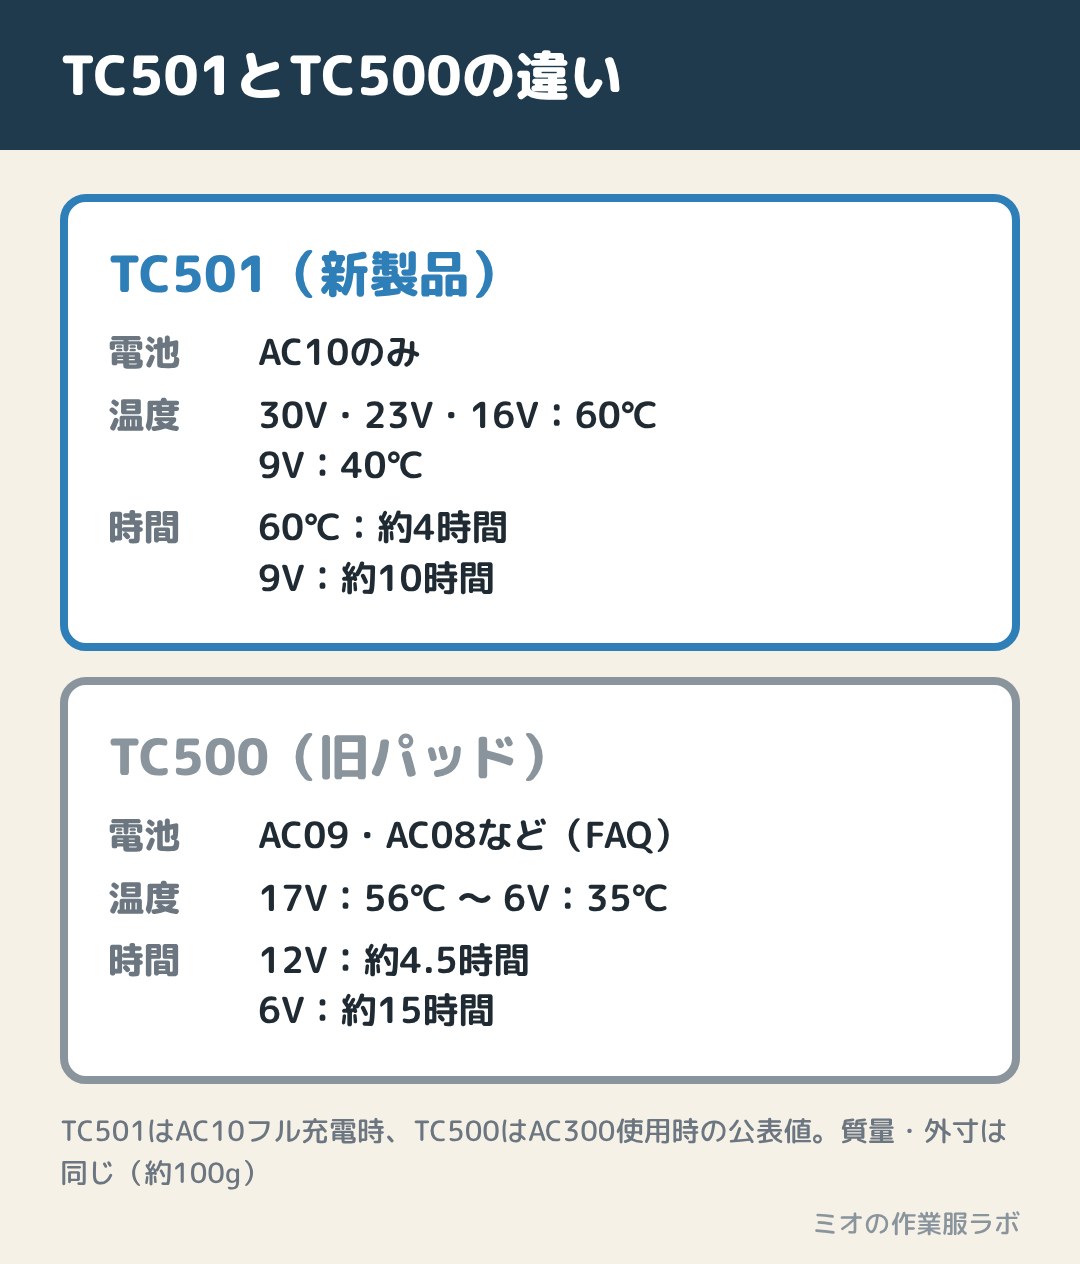 TC501とTC500の違い
TC501（新製品）
電池 AC10のみ
温度 30V・23V・16V：60℃
9V：40℃
時間 60℃：約4時間
9V：約10時間
TC500（旧パッド）
電池 AC09・AC08など（FAQ）
温度 17V：56℃ 〜 6V：35℃
時間 12V：約4.5時間
6V：約15時間
TC501はAC10フル充電時、TC500はAC300使用時の公表値。質量・外寸は
同じ（約100g）
ミオの作業服ラボ